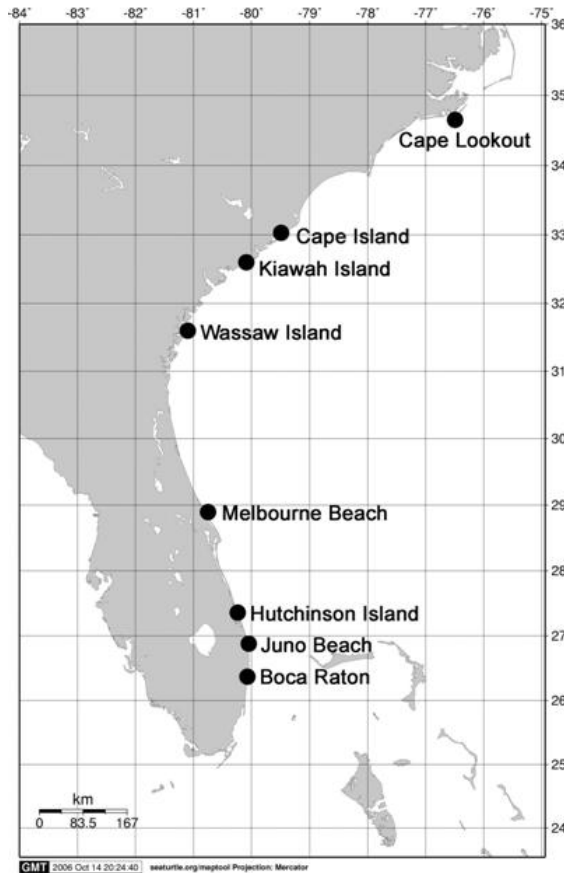 -84˚ -83 -82 -81 -80 -79 -78 -77 -76 -75
36
35
Cape Lookout
34
33
Cape Island
Kiawah Island
32
Wassaw Island
31
30
29
Melbourne Beach
28
Hutchinson Island
27
Juno Beach
Boca Raton
26
25
km
0 83.5 167
24
GMT 2006 Oct 14 20:24:40 seaturtle.org/maptool Projection: Mercator